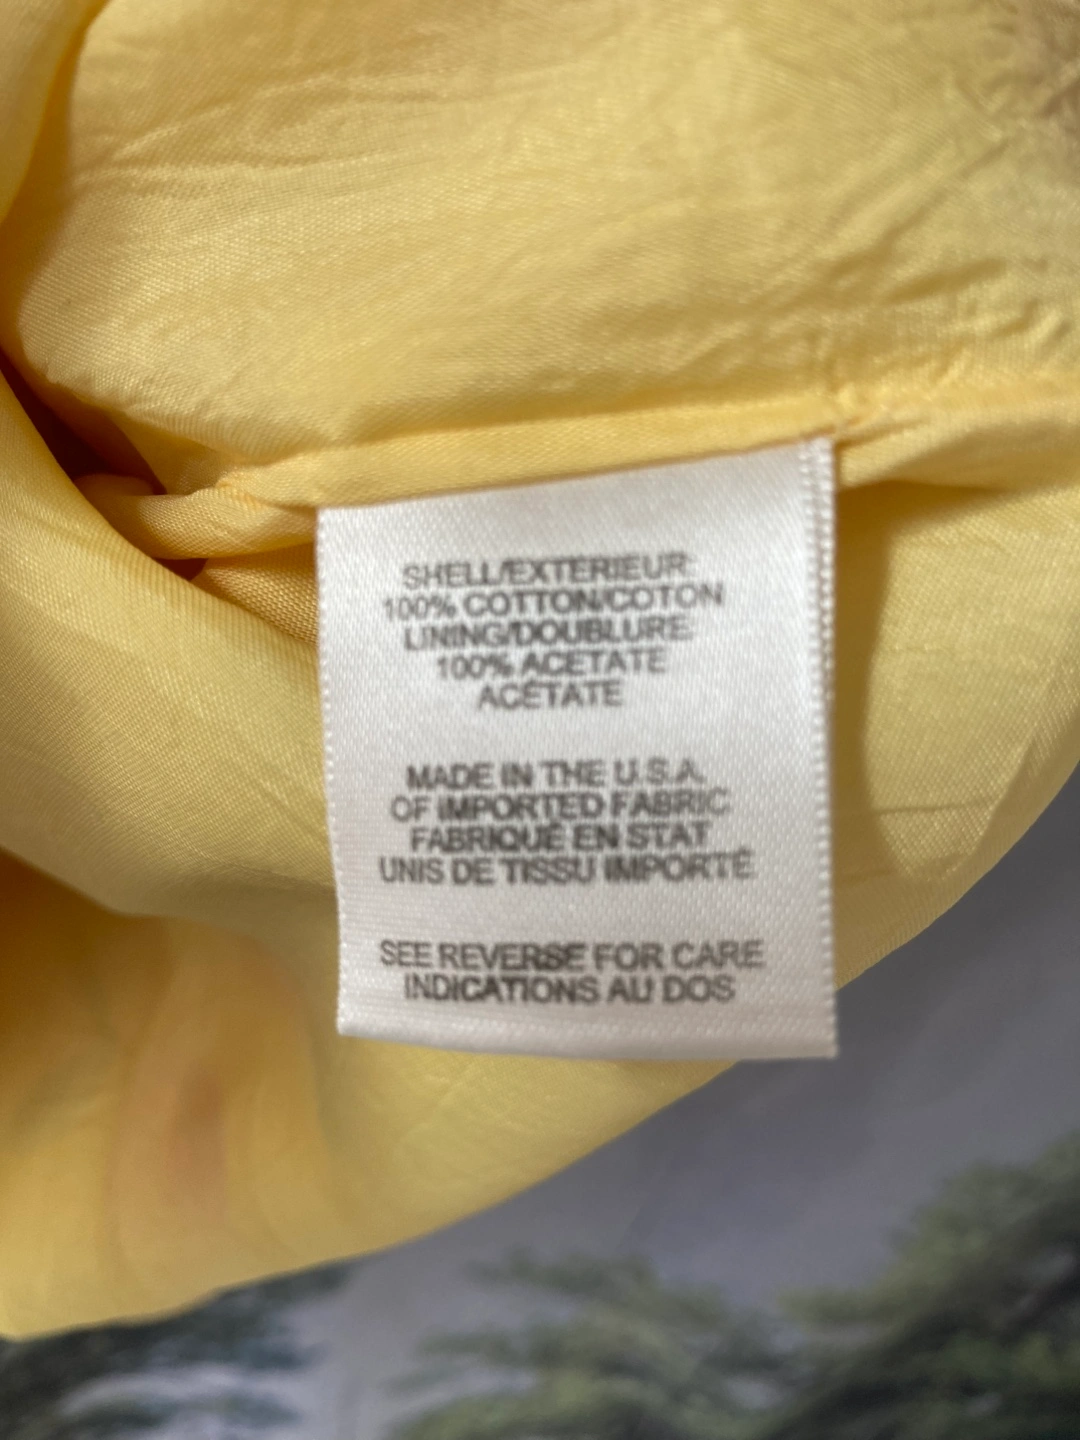 SHELL/EXTERIEUR:
100% COTTON/COTON
LINING/DOUBLURE:
100% ACETATE
ACÉTATE
MADE IN THE U.S.A.
OF IMPORTED FABRIC
FABRIQUÉ EN STAT
UNIS DE TISSU IMPORTÉ
SEE REVERSE FOR CARE
INDICATIONS AU DOS